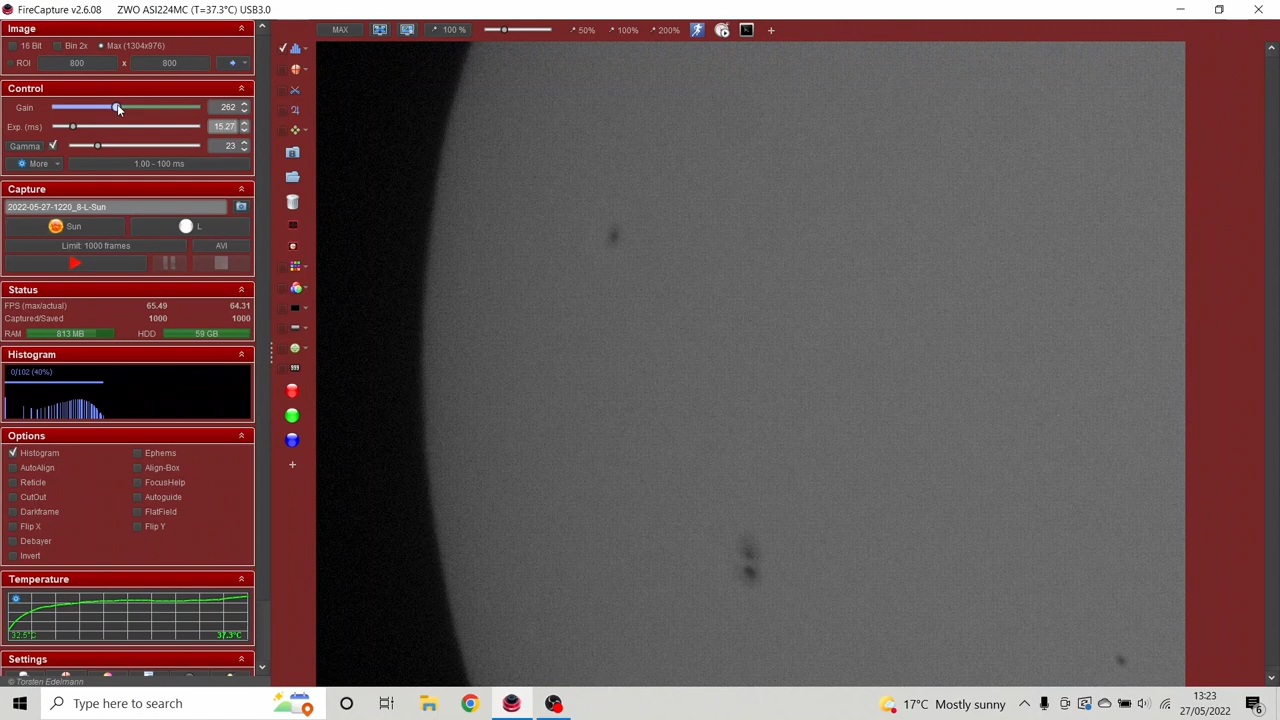 FireCapture v2.6.08 ZWO ASI224MC (T=37.3°C) USB3.0
Image
16 Bit Bin 2x Max (1304x976)
ROI 800 x 800
MAX 100 % 50% 100% 200%
Control
Gain 262
Exp. (ms) 15.27
Gamma 23
More 1.00 - 100 ms
Capture
2022-05-27-1220_8-L-Sun
Sun L
Limit: 1000 frames AVI
Status
FPS (max/actual) 65.49 64.31
Captured/Saved 1000 1000
RAM 813 MB HDD 59 GB
Histogram
0/102 (40%)
Options
Histogram Ephems
AutoAlign Align-Box
Reticle FocusHelp
CutOut Autoguide
Darkframe FlatField
Flip X Flip Y
Debayer
Invert
Temperature
32.5°C 37.3°C
Settings
© Torsten Edelmann
Type here to search
17°C Mostly sunny
13:23
27/05/2022
6